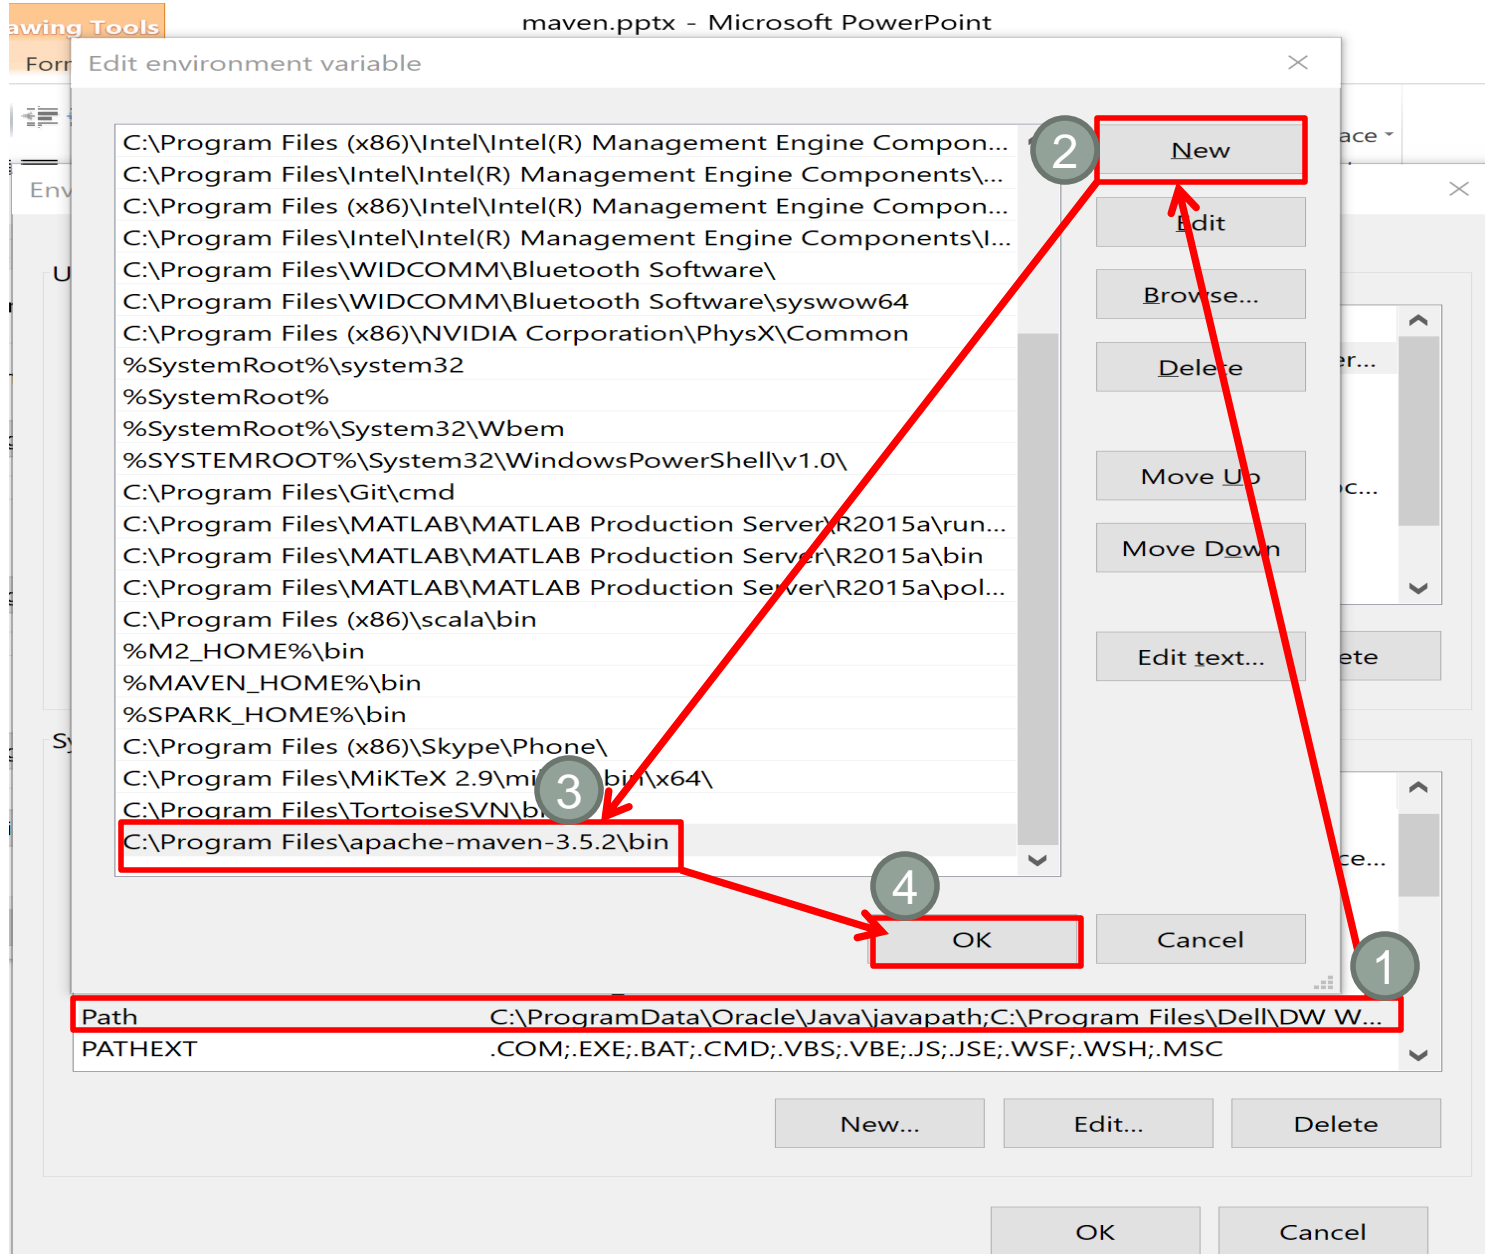 awing Tools
maven.pptx - Microsoft PowerPoint
Edit environment variable
C:\Program Files (x86)\Intel\Intel(R) Management Engine Compon...
C:\Program Files\Intel\Intel(R) Management Engine Components\...
C:\Program Files (x86)\Intel\Intel(R) Management Engine Compon...
C:\Program Files\Intel\Intel(R) Management Engine Components\I...
C:\Program Files\WIDCOMM\Bluetooth Software\
C:\Program Files\WIDCOMM\Bluetooth Software\syswow64
C:\Program Files (x86)\NVIDIA Corporation\PhysX\Common
%SystemRoot%\system32
%SystemRoot%
%SystemRoot%\System32\Wbem
%SYSTEMROOT%\System32\WindowsPowerShell\v1.0\
C:\Program Files\Git\cmd
C:\Program Files\MATLAB\MATLAB Production Server\R2015a\run...
C:\Program Files\MATLAB\MATLAB Production Server\R2015a\bin
C:\Program Files\MATLAB\MATLAB Production Server\R2015a\pol...
C:\Program Files (x86)\scala\bin
%M2_HOME%\bin
%MAVEN_HOME%\bin
%SPARK_HOME%\bin
C:\Program Files (x86)\Skype\Phone\
C:\Program Files\MiKTeX 2.9\mi bin\x64\
C:\Program Files\TortoiseSVN\bi
C:\Program Files\apache-maven-3.5.2\bin
2
New
Edit
Browse...
Delete
Move Up
Move Down
Edit text...
3
4
OK
Cancel
1
Path C:\ProgramData\Oracle\Java\javapath;C:\Program Files\Dell\DW W...
PATHEXT .COM;.EXE;.BAT;.CMD;.VBS;.VBE;.JS;.JSE;.WSF;.WSH;.MSC
New...
Edit...
Delete
OK
Cancel